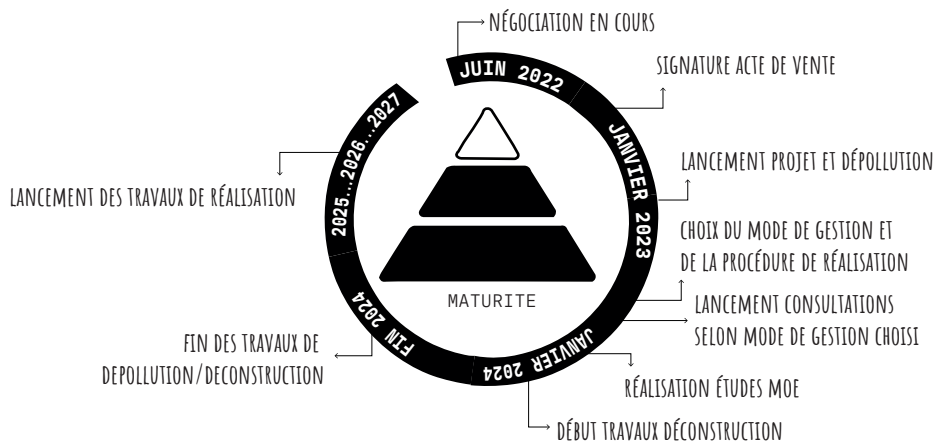 NÉGOCIATION EN COURS
JUIN 2022
SIGNATURE ACTE DE VENTE
JANVIER 2023
LANCEMENT PROJET ET DÉPOLLUTION
CHOIX DU MODE DE GESTION ET
DE LA PROCÉDURE DE RÉALISATION
LANCEMENT CONSULTATIONS
SELON MODE DE GESTION CHOISI
RÉALISATION ÉTUDES MOE
JANVIER 2024
DÉBUT TRAVAUX DÉCONSTRUCTION
FIN 2024
FIN DES TRAVAUX DE
DEPOLLUTION/DECONSTRUCTION
2025...2026...2027
LANCEMENT DES TRAVAUX DE RÉALISATION
MATURITE